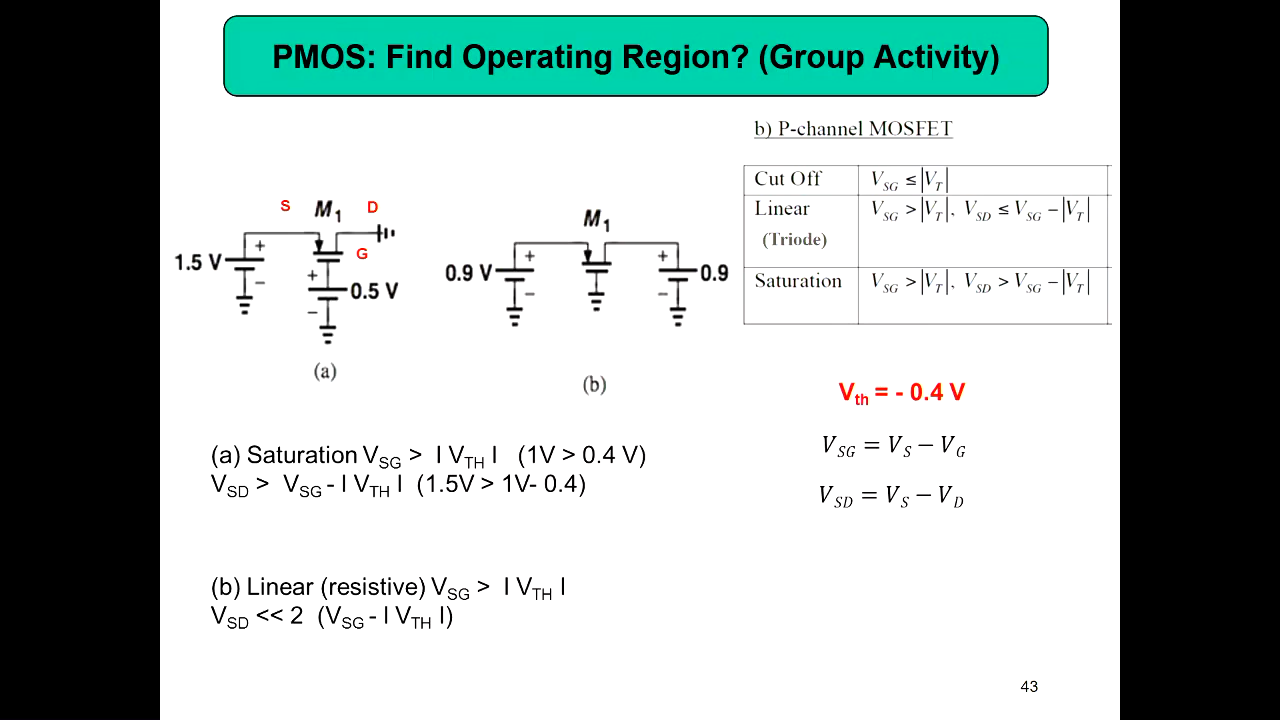 PMOS: Find Operating Region? (Group Activity)
b) P-channel MOSFET
Cut Off V_SG ≤ |V_T|
Linear V_SG > |V_T|, V_SD ≤ V_SG − |V_T|
(Triode)
Saturation V_SG > |V_T|, V_SD > V_SG − |V_T|
S M1 D
G
1.5 V + −
+ − 0.5 V
(a)
M1
0.9 V + −
+ − 0.9
(b)
Vth = - 0.4 V
V_SG = V_S − V_G
V_SD = V_S − V_D
(a) Saturation V_SG > I V_TH I (1V > 0.4 V)
V_SD > V_SG - I V_TH I (1.5V > 1V- 0.4)
(b) Linear (resistive) V_SG > I V_TH I
V_SD << 2 (V_SG - I V_TH I)
43